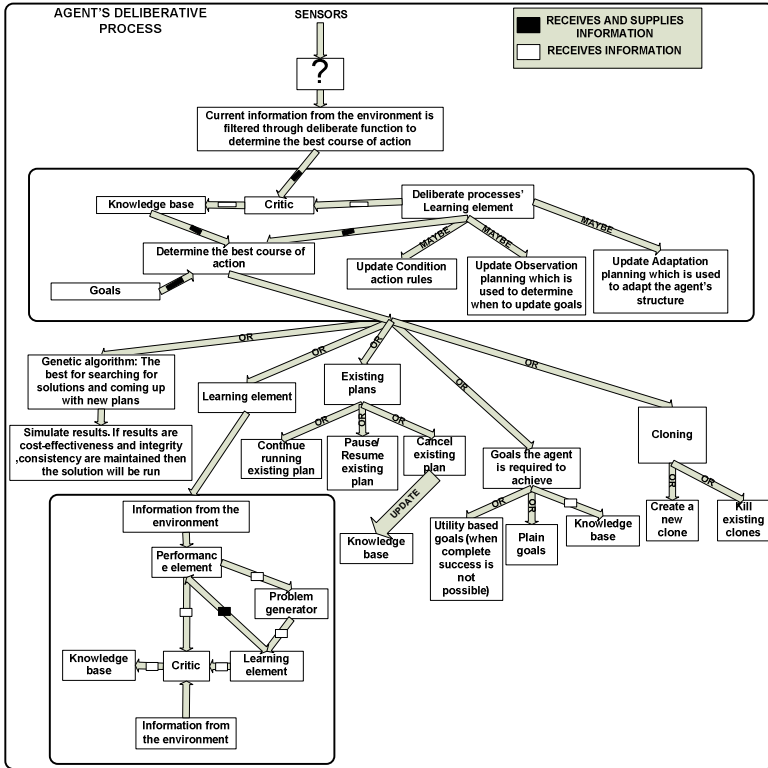 AGENT'S DELIBERATIVE
PROCESS
SENSORS
RECEIVES AND SUPPLIES
INFORMATION
RECEIVES INFORMATION
?
Current information from the environment is
filtered through deliberate function to
determine the best course of action
Knowledge base
Critic
Deliberate processes'
Learning element
MAYBE
MAYBE
MAYBE
Determine the best course of
action
Goals
Update Condition
action rules
Update Observation
planning which is
used to determine
when to update goals
Update Adaptation
planning which is used
to adapt the agent's
structure
OR
OR
OR
OR
OR
Genetic algorithm: The
best for searching for
solutions and coming up
with new plans
Simulate results. If results are
cost-effectiveness and integrity
,consistency are maintained then
the solution will be run
Learning element
Existing
plans
OR
OR
OR
Continue
running
existing plan
Pause/
Resume
existing
plan
Cancel
existing
plan
UPDATE
Knowledge
base
Goals the agent
is required to
achieve
OR
OR
Utility based
goals (when
complete
success is
not
possible)
Plain
goals
Knowledge
base
Cloning
OR
OR
Create a
new
clone
Kill
existing
clones
Information from the
environment
Performanc
e element
Problem
generator
Knowledge
base
Critic
Learning
element
Information from
the environment